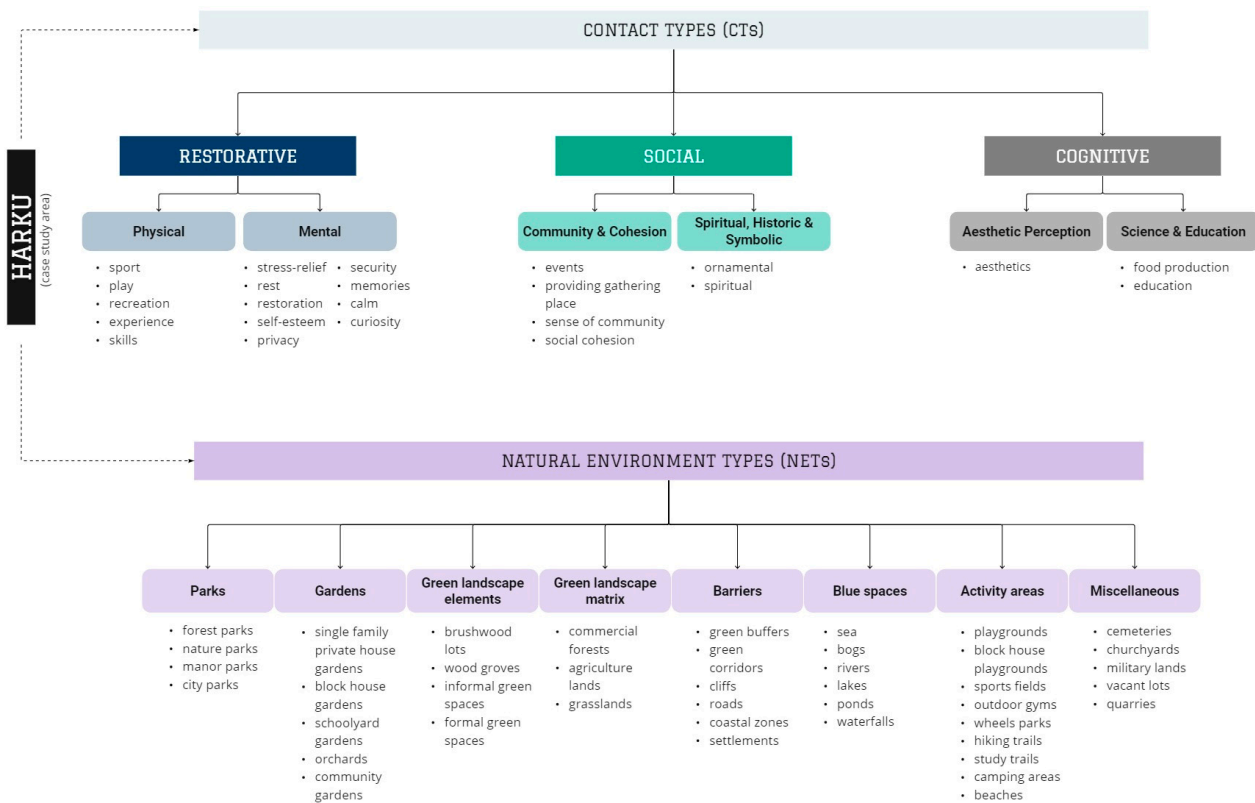 CONTACT TYPES (CTs)
HARKU
(case study area)
RESTORATIVE
SOCIAL
COGNITIVE
Physical
Mental
Community & Cohesion
Spiritual, Historic &
Symbolic
Aesthetic Perception
Science & Education
• sport
• play
• recreation
• experience
• skills
• stress-relief
• rest
• restoration
• self-esteem
• privacy
• security
• memories
• calm
• curiosity
• events
• providing gathering
place
• sense of community
• social cohesion
• ornamental
• spiritual
• aesthetics
• food production
• education
NATURAL ENVIRONMENT TYPES (NETs)
Parks
Gardens
Green landscape
elements
Green landscape
matrix
Barriers
Blue spaces
Activity areas
Miscellaneous
• forest parks
• nature parks
• manor parks
• city parks
• single family
private house
gardens
• block house
gardens
• schoolyard
gardens
• orchards
• community
gardens
• brushwood
lots
• wood groves
• informal green
spaces
• formal green
spaces
• commercial
forests
• agriculture
lands
• grasslands
• green buffers
• green
corridors
• cliffs
• roads
• coastal zones
• settlements
• sea
• bogs
• rivers
• lakes
• ponds
• waterfalls
• playgrounds
• block house
playgrounds
• sports fields
• outdoor gyms
• wheels parks
• hiking trails
• study trails
• camping areas
• beaches
• cemeteries
• churchyards
• military lands
• vacant lots
• quarries